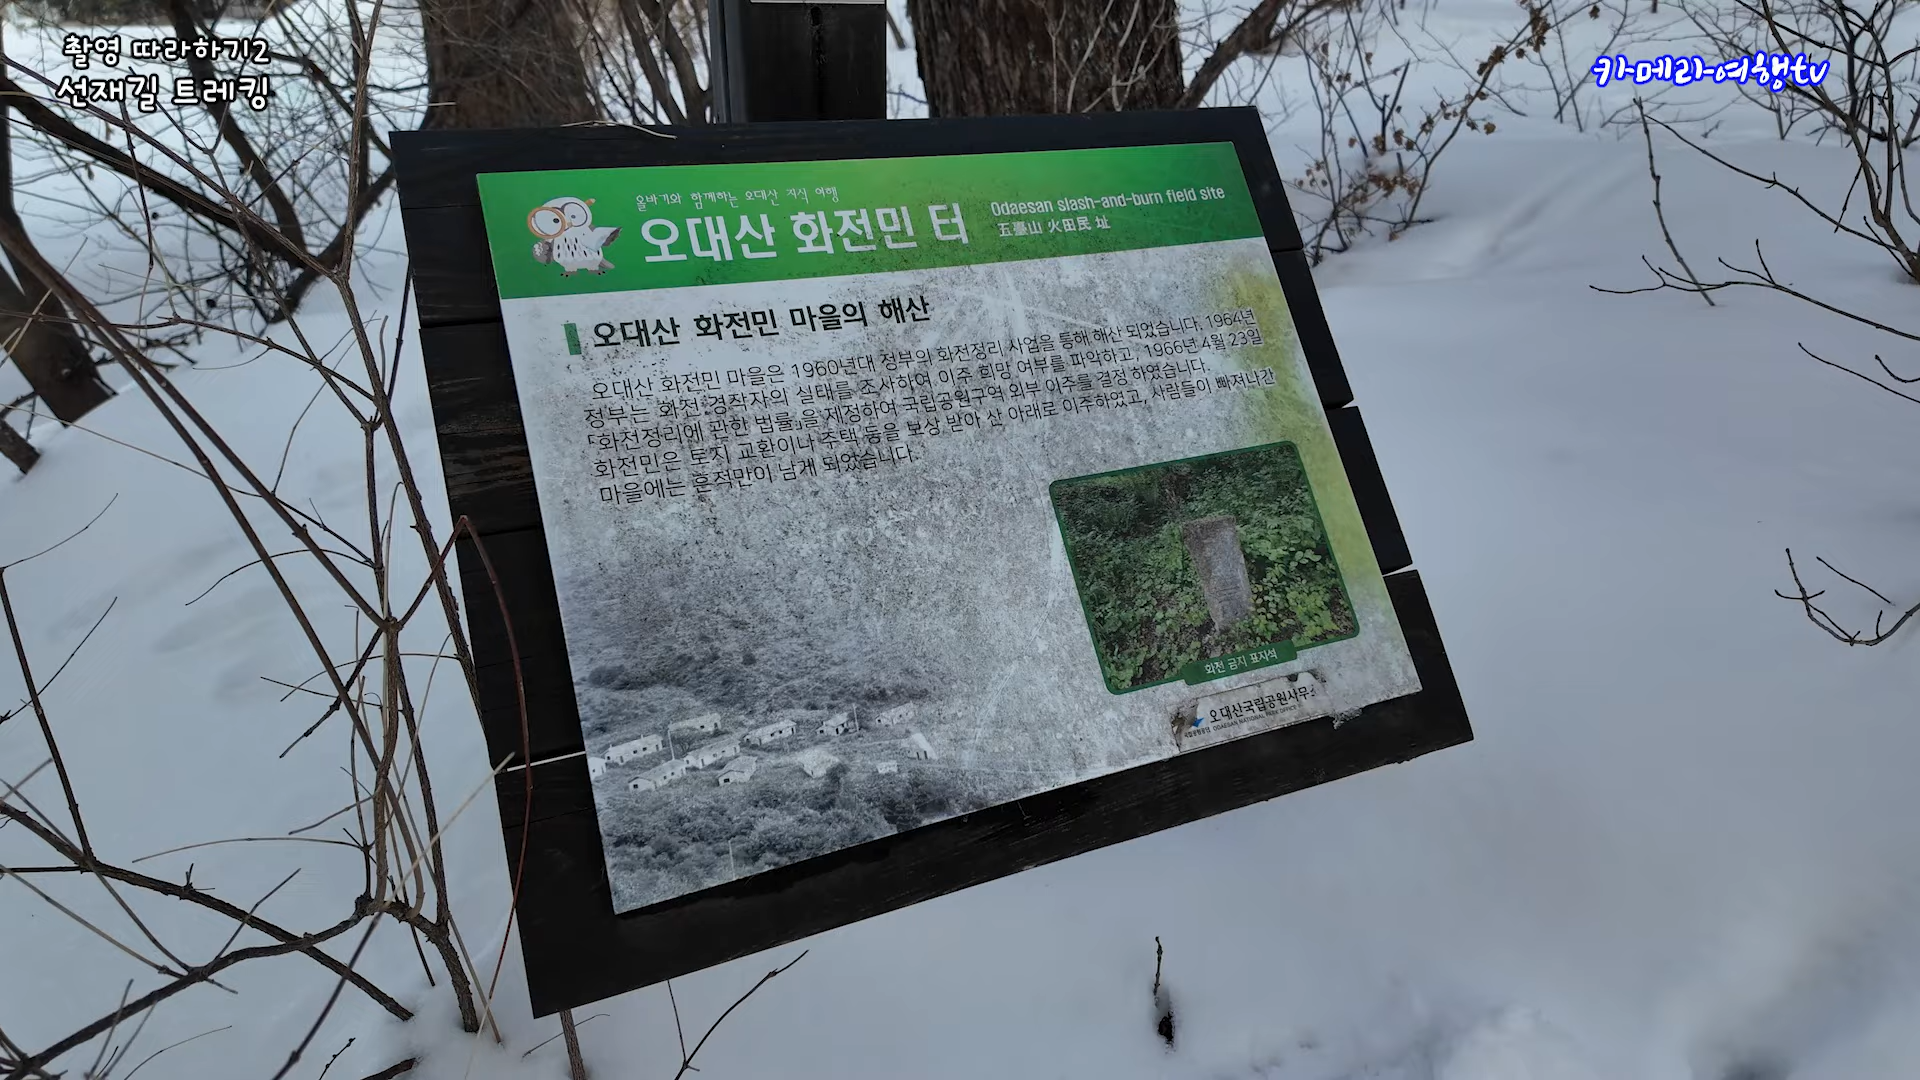 촬영 따라하기2
선재길 트레킹
카메라여행tv
올바기와 함께하는 오대산 지식 여행
오대산 화전민 터
Odaesan slash-and-burn field site
五臺山 火田民 址
오대산 화전민 마을의 해산
오대산 화전민 마을은 1960년대 정부의 화전정리 사업을 통해 해산 되었습니다. 1964년
정부는 화전 경작자의 실태를 조사하여 이주 희망 여부를 파악하고, 1966년 4월 23일
「화전정리에 관한 법률」을 제정하여 국립공원구역 외부 이주를 결정 하였습니다.
화전민은 토지 교환이나 주택 등을 보상 받아 산 아래로 이주하였고, 사람들이 빠져나간
마을에는 흔적만이 남게 되었습니다.
화전 금지 표지석
오대산국립공원사무소
국립공원공단 ODAESAN NATIONAL PARK OFFICE